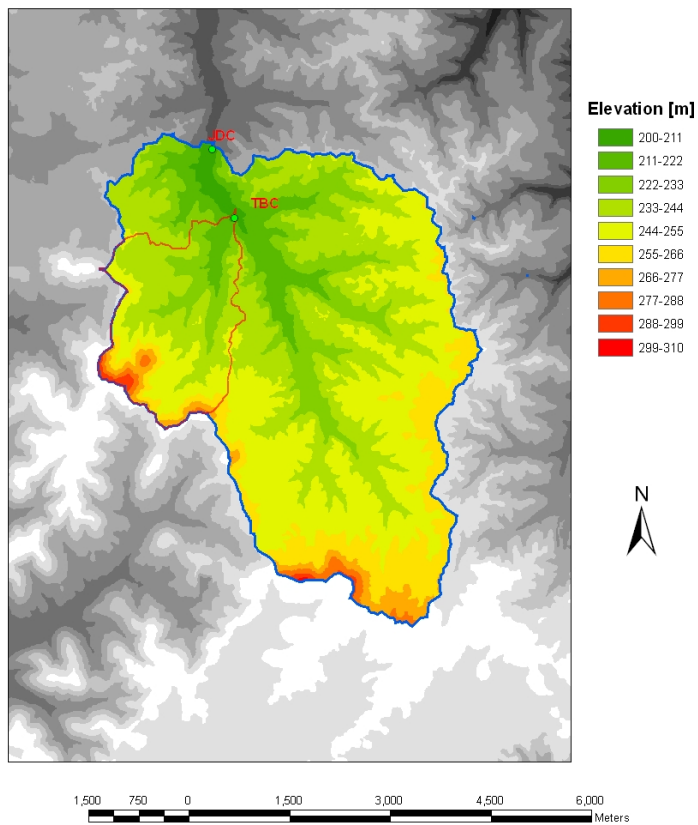 JDC
TBC
Elevation [m]
200-211
211-222
222-233
233-244
244-255
255-266
266-277
277-288
288-299
299-310
N
1,500 750 0 1,500 3,000 4,500 6,000
Meters